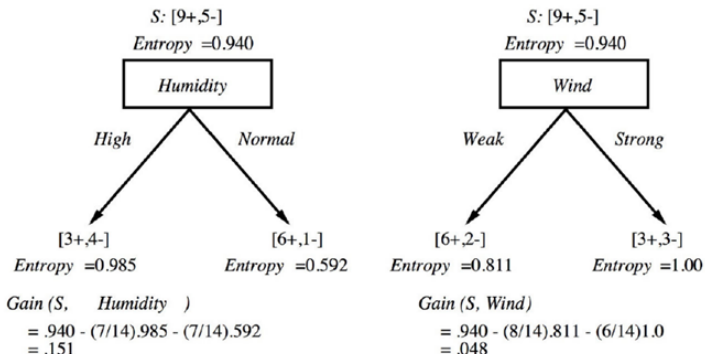 S: [9+,5-]
Entropy =0.940
Humidity
High
Normal
[3+,4-]
Entropy =0.985
[6+,1-]
Entropy =0.592
Gain (S, Humidity )
= .940 - (7/14).985 - (7/14).592
= .151
S: [9+,5-]
Entropy =0.940
Wind
Weak
Strong
[6+,2-]
Entropy =0.811
[3+,3-]
Entropy =1.00
Gain (S, Wind)
= .940 - (8/14).811 - (6/14)1.0
= .048